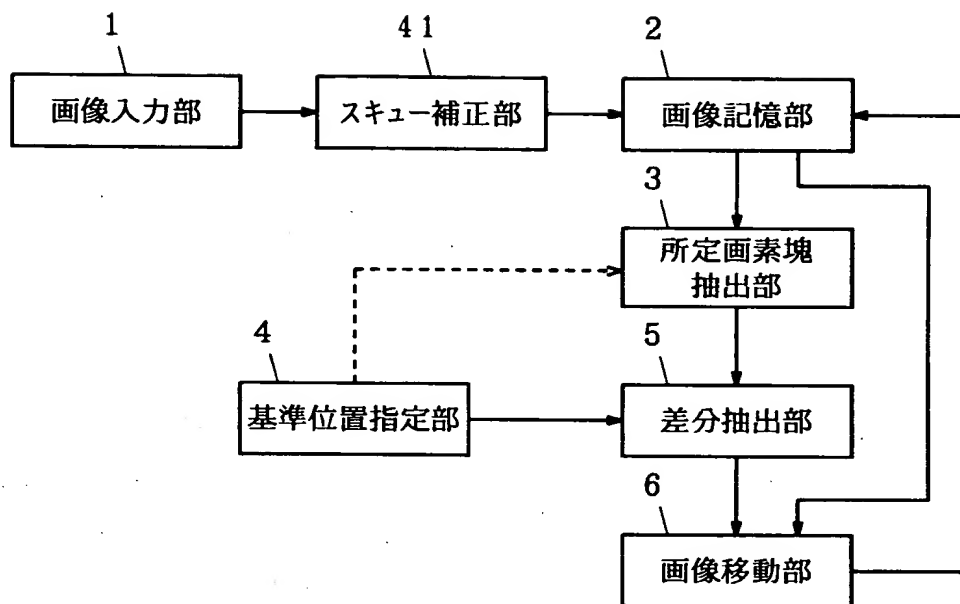 1
41
2
画像入力部
スキュー補正部
画像記憶部
3
所定画素塊
抽出部
4
5
基準位置指定部
差分抽出部
6
画像移動部